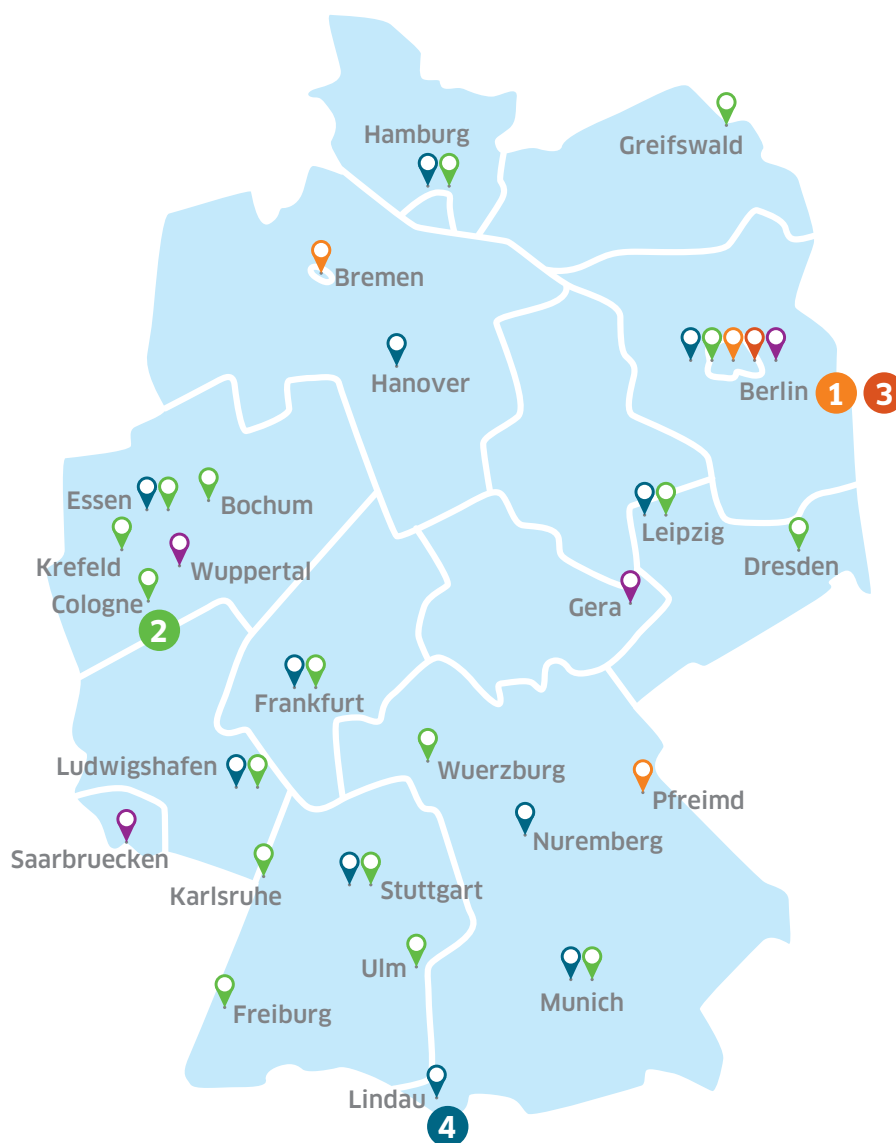 Hamburg
Greifswald
Bremen
Hanover
Berlin 1 3
Essen
Bochum
Krefeld
Wuppertal
Cologne
2
Leipzig
Dresden
Gera
Frankfurt
Ludwigshafen
Wuerzburg
Pfreimd
Nuremberg
Saarbruecken
Karlsruhe
Stuttgart
Ulm
Munich
Freiburg
Lindau
4